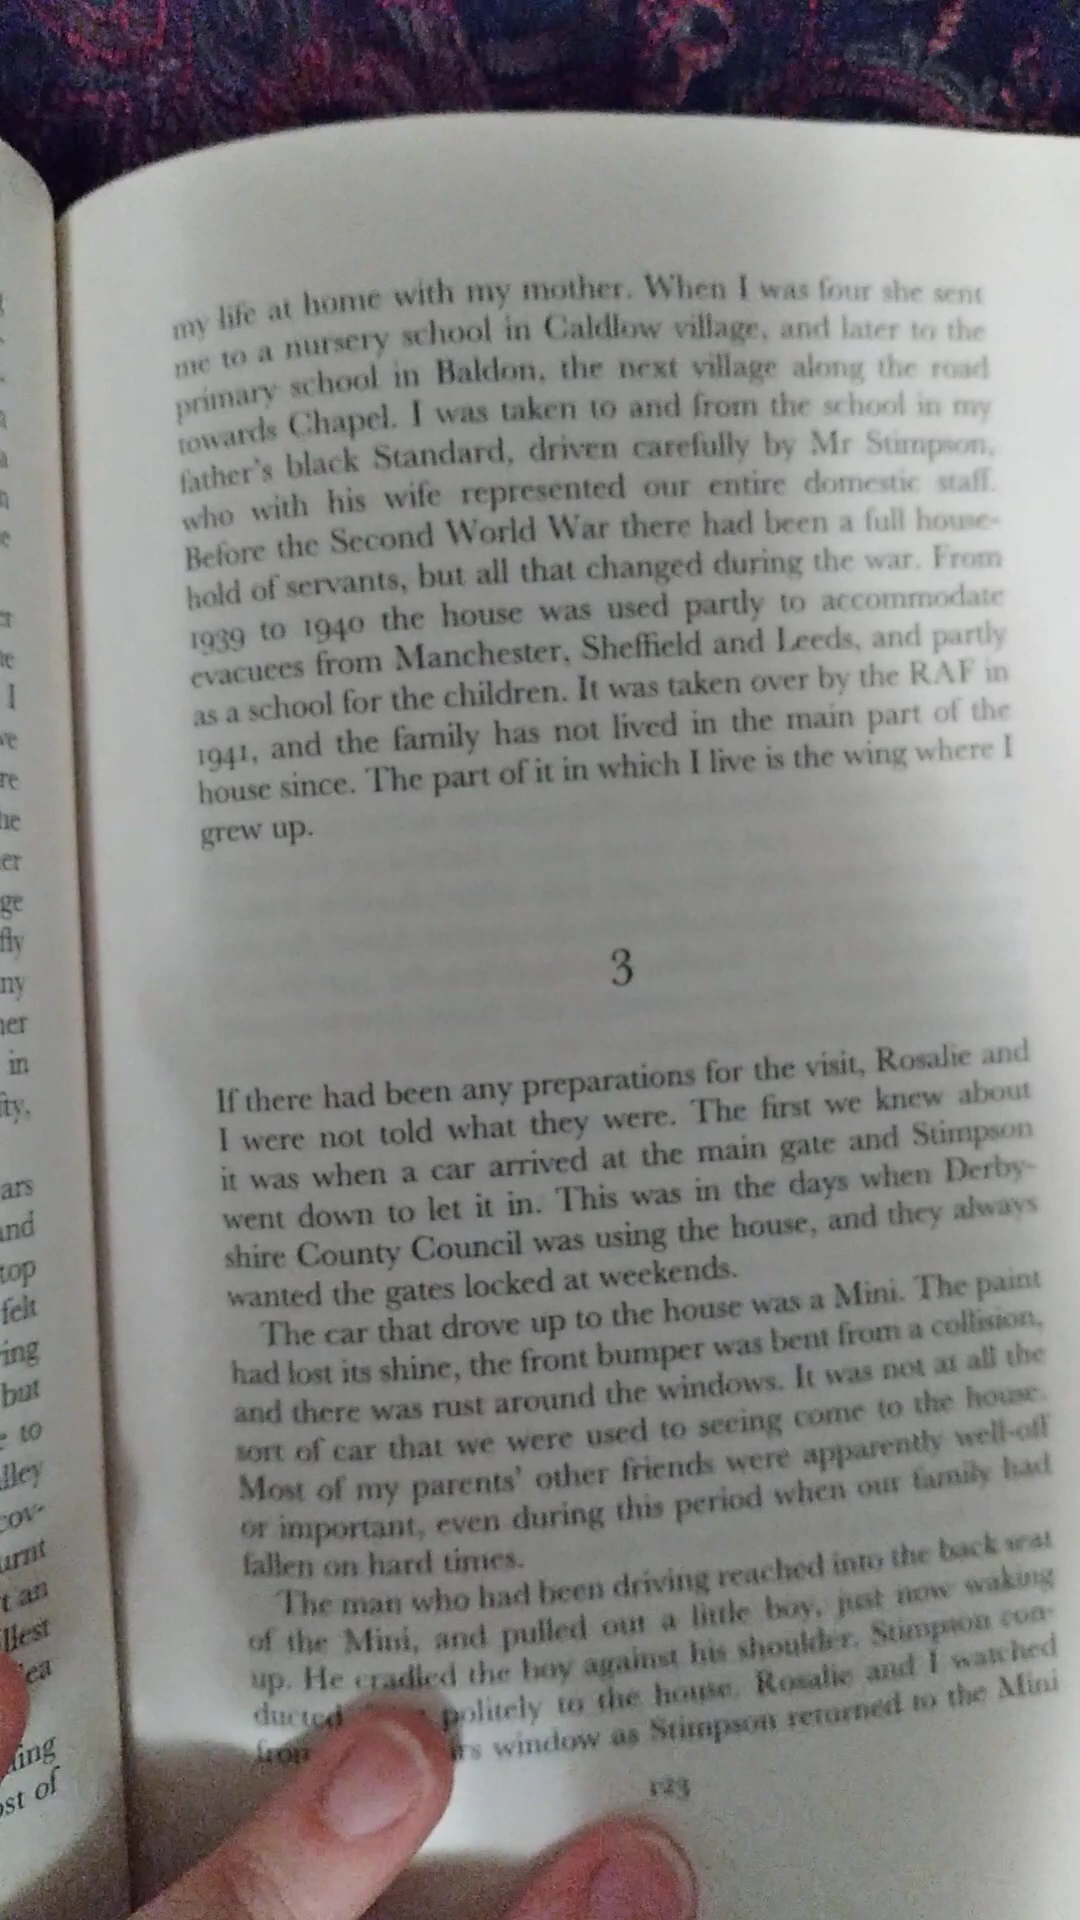 my life at home with my mother. When I was four she sent
me to a nursery school in Caldlow village, and later to the
primary school in Baldon, the next village along the road
towards Chapel. I was taken to and from the school in my
father's black Standard, driven carefully by Mr Stimpson,
who with his wife represented our entire domestic staff.
Before the Second World War there had been a full house-
hold of servants, but all that changed during the war. From
1939 to 1940 the house was used partly to accommodate
evacuees from Manchester, Sheffield and Leeds, and partly
as a school for the children. It was taken over by the RAF in
1941, and the family has not lived in the main part of the
house since. The part of it in which I live is the wing where I
grew up.
3
If there had been any preparations for the visit, Rosalie and
I were not told what they were. The first we knew about
it was when a car arrived at the main gate and Stimpson
went down to let it in. This was in the days when Derby-
shire County Council was using the house, and they always
wanted the gates locked at weekends.
The car that drove up to the house was a Mini. The paint
had lost its shine, the front bumper was bent from a collision,
and there was rust around the windows. It was not at all the
sort of car that we were used to seeing come to the house.
Most of my parents' other friends were apparently well-off
or important, even during this period when our family had
fallen on hard times.
The man who had been driving reached into the back seat
of the Mini, and pulled out a little boy, just now waking
up. He cradled the boy against his shoulder. Stimpson con-
ducted politely to the house. Rosalie and I watched
window as Stimpson returned to the Mini
123